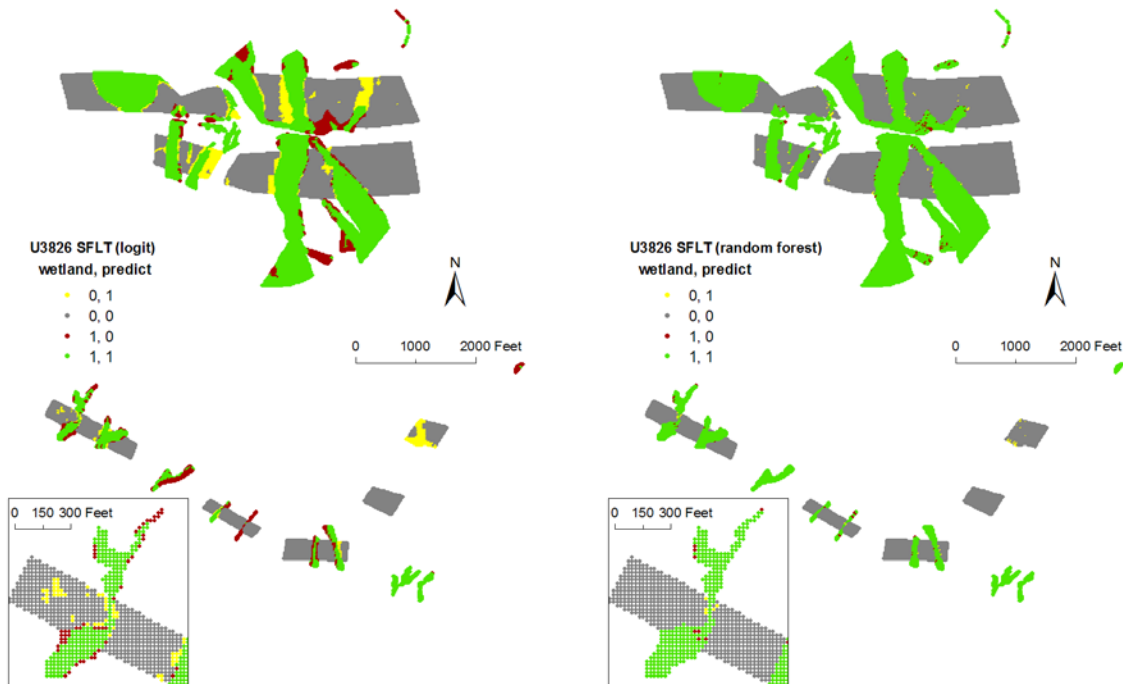 U3826 SFLT (logit)
wetland, predict
0, 1
0, 0
1, 0
1, 1
N
0 1000 2000 Feet
0 150 300 Feet
U3826 SFLT (random forest)
wetland, predict
0, 1
0, 0
1, 0
1, 1
N
0 1000 2000 Feet
0 150 300 Feet